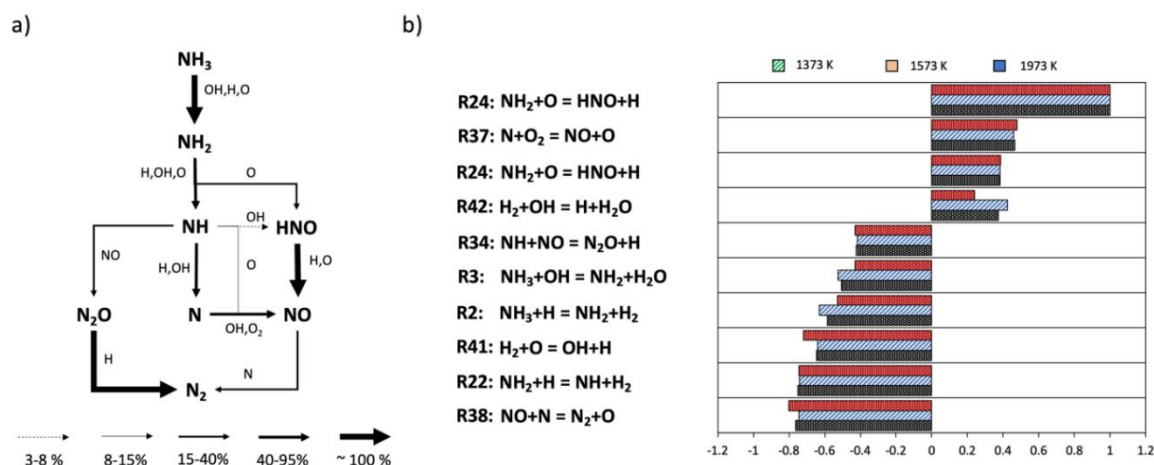 a)
NH₃
OH,H,O
NH₂
H,OH,O
O
NH
OH
HNO
NO
H,OH
O
H,O
N₂O
N
NO
OH,O₂
H
N
N₂
3-8 %
8-15%
15-40%
40-95%
~ 100 %
b)
1373 K
1573 K
1973 K
R24: NH₂+O = HNO+H
R37: N+O₂ = NO+O
R24: NH₂+O = HNO+H
R42: H₂+OH = H+H₂O
R34: NH+NO = N₂O+H
R3: NH₃+OH = NH₂+H₂O
R2: NH₃+H = NH₂+H₂
R41: H₂+O = OH+H
R22: NH₂+H = NH+H₂
R38: NO+N = N₂+O
-1.2 -1 -0.8 -0.6 -0.4 -0.2 0 0.2 0.4 0.6 0.8 1 1.2